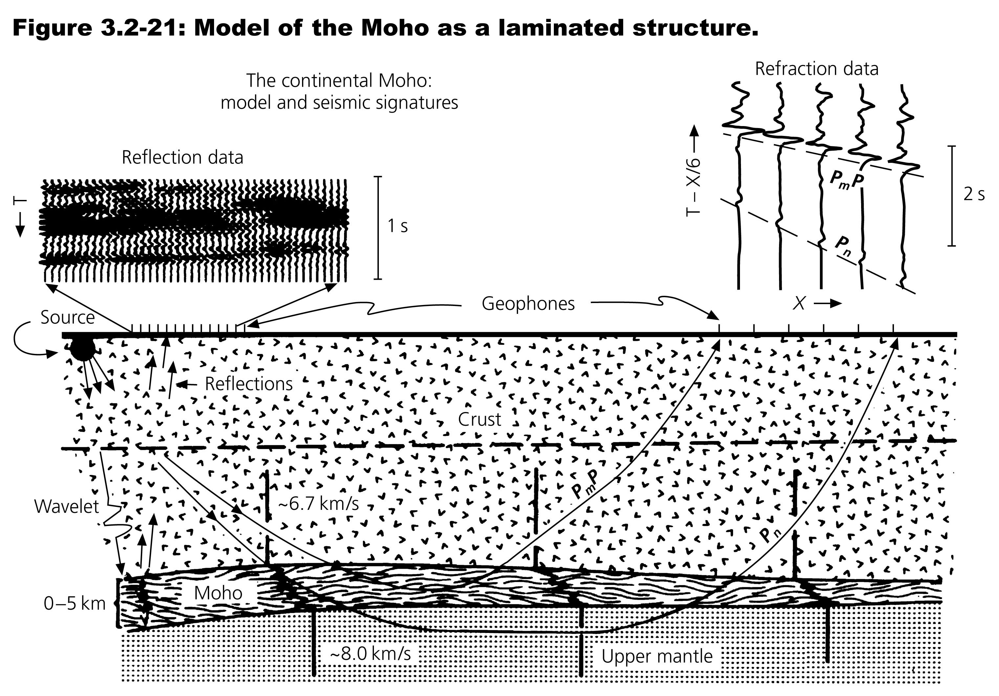 Figure 3.2-21: Model of the Moho as a laminated structure.
The continental Moho:
model and seismic signatures
Refraction data
Reflection data
T
1 s
T – X/6
PmP
Pn
2 s
X
Geophones
Source
Reflections
Crust
Wavelet
~6.7 km/s
PmP
Pn
Moho
0–5 km
~8.0 km/s
Upper mantle